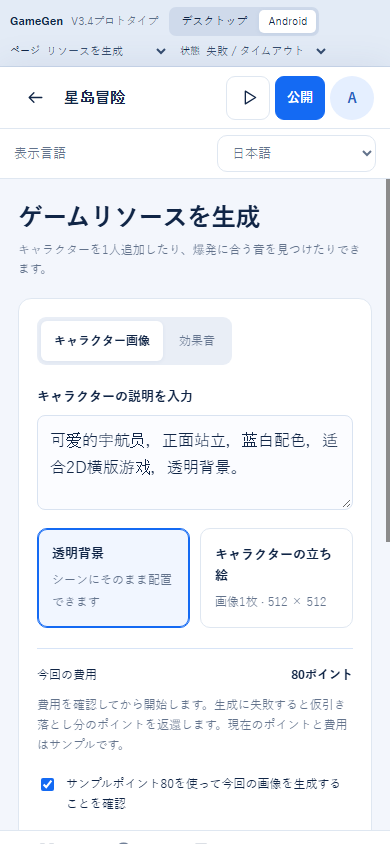 GameGen V3.4プロトタイプ デスクトップ Android
ページ リソースを生成 状態 失敗 / タイムアウト
星岛冒险 公開 A
表示言語 日本語
ゲームリソースを生成
キャラクターを1人追加したり、爆発に合う音を見つけたりでき
ます。
キャラクター画像 効果音
キャラクターの説明を入力
可爱的宇航员，正面站立，蓝白配色，适
合2D横版游戏，透明背景。
透明背景
シーンにそのまま配置
できます
キャラクターの立ち
絵
画像1枚 · 512 × 512
今回の費用 80ポイント
費用を確認してから開始します。生成に失敗すると仮引き
落とし分のポイントを返還します。現在のポイントと費用
はサンプルです。
サンプルポイント80を使って今回の画像を生成する
ことを確認